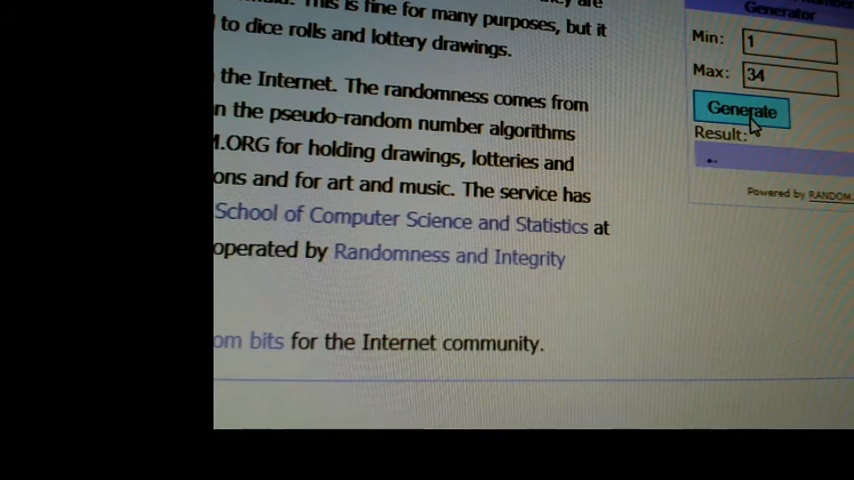 This is fine for many purposes, but it
to dice rolls and lottery drawings.
the Internet. The randomness comes from
n the pseudo-random number algorithms
M.ORG for holding drawings, lotteries and
ons and for art and music. The service has
School of Computer Science and Statistics at
operated by Randomness and Integrity
om bits for the Internet community.
Generator
Min: 1
Max: 34
Generate
Result:
Powered by RANDOM.